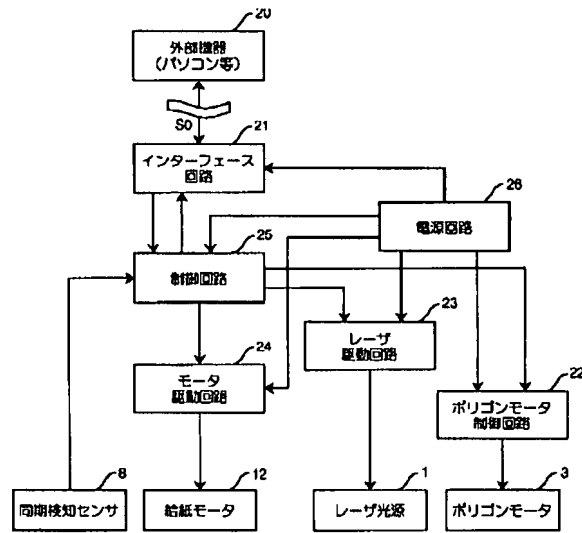 20
外部機器
(パソコン等)
S0
21
インターフェース
回路
26
電源回路
25
制御回路
23
レーザ
駆動回路
24
モータ
駆動回路
22
ポリゴンモータ
制御回路
8
同期検知センサ
12
給紙モータ
1
レーザ光源
3
ポリゴンモータ